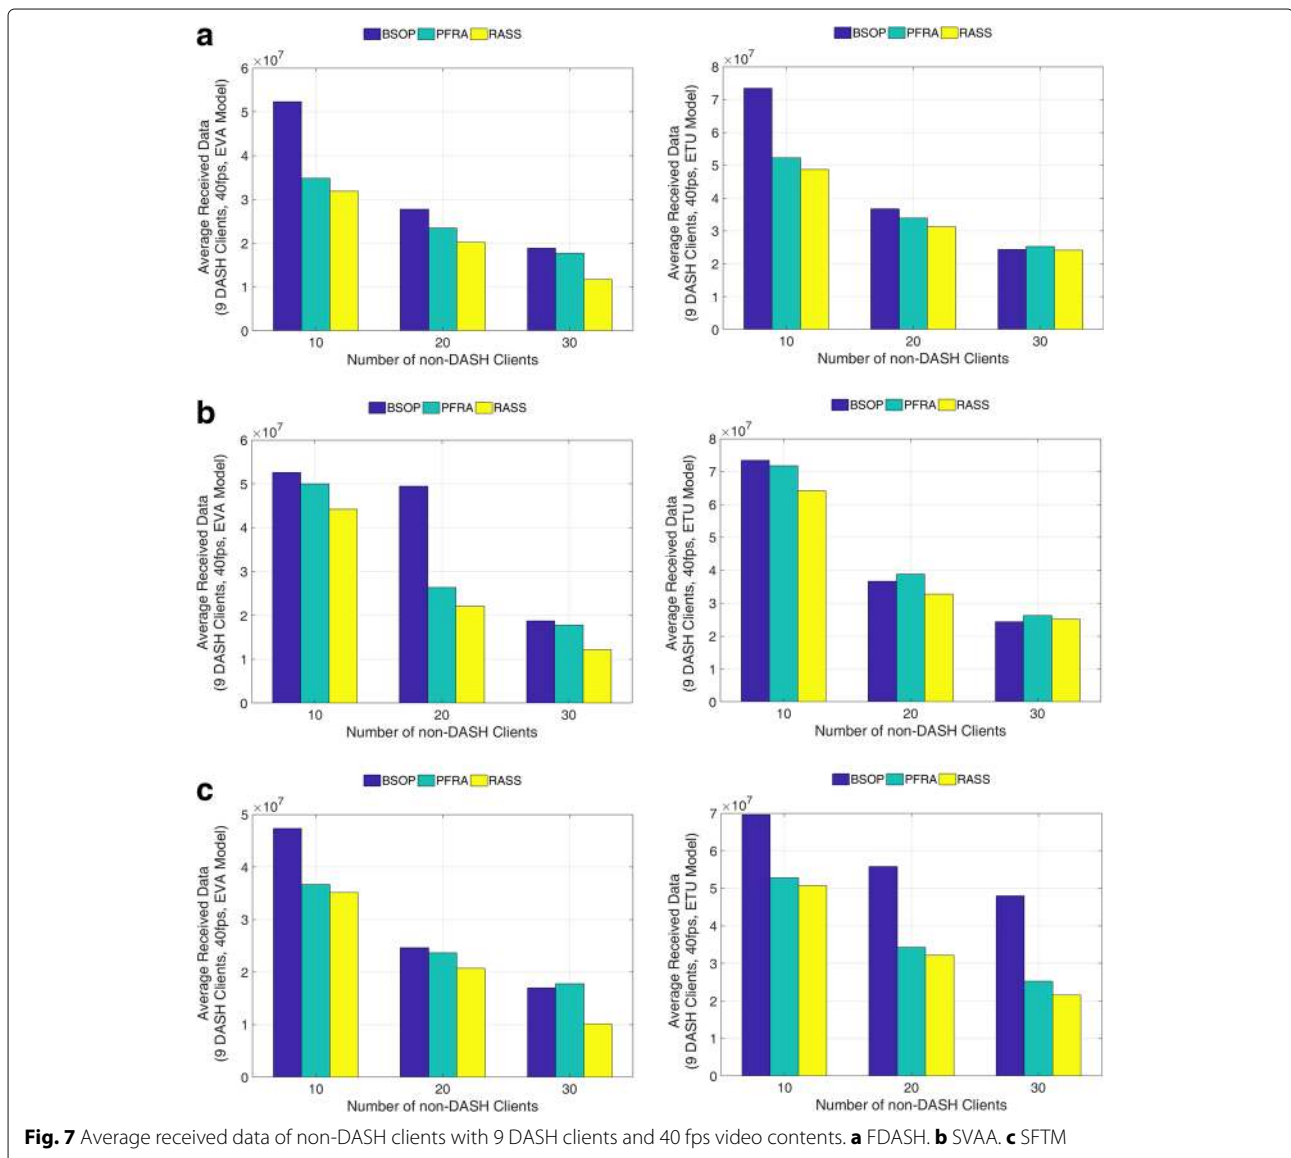 a
BSOP PFRA RASS
×10⁷
6
5
4
3
2
1
0
10 20 30
Number of non-DASH Clients
Average Received Data
(9 DASH Clients, 40fps, EVA Model)
BSOP PFRA RASS
×10⁷
8
7
6
5
4
3
2
1
0
10 20 30
Number of non-DASH Clients
Average Received Data
(9 DASH Clients, 40fps, ETU Model)
b
BSOP PFRA RASS
×10⁷
6
5
4
3
2
1
0
10 20 30
Number of non-DASH Clients
Average Received Data
(9 DASH Clients, 40fps, EVA Model)
BSOP PFRA RASS
×10⁷
8
7
6
5
4
3
2
1
0
10 20 30
Number of non-DASH Clients
Average Received Data
(9 DASH Clients, 40fps, ETU Model)
c
BSOP PFRA RASS
×10⁷
5
4
3
2
1
0
10 20 30
Number of non-DASH Clients
Average Received Data
(9 DASH Clients, 40fps, EVA Model)
BSOP PFRA RASS
×10⁷
7
6
5
4
3
2
1
0
10 20 30
Number of non-DASH Clients
Average Received Data
(9 DASH Clients, 40fps, ETU Model)
Fig. 7 Average received data of non-DASH clients with 9 DASH clients and 40 fps video contents. a FDASH. b SVAA. c SFTM